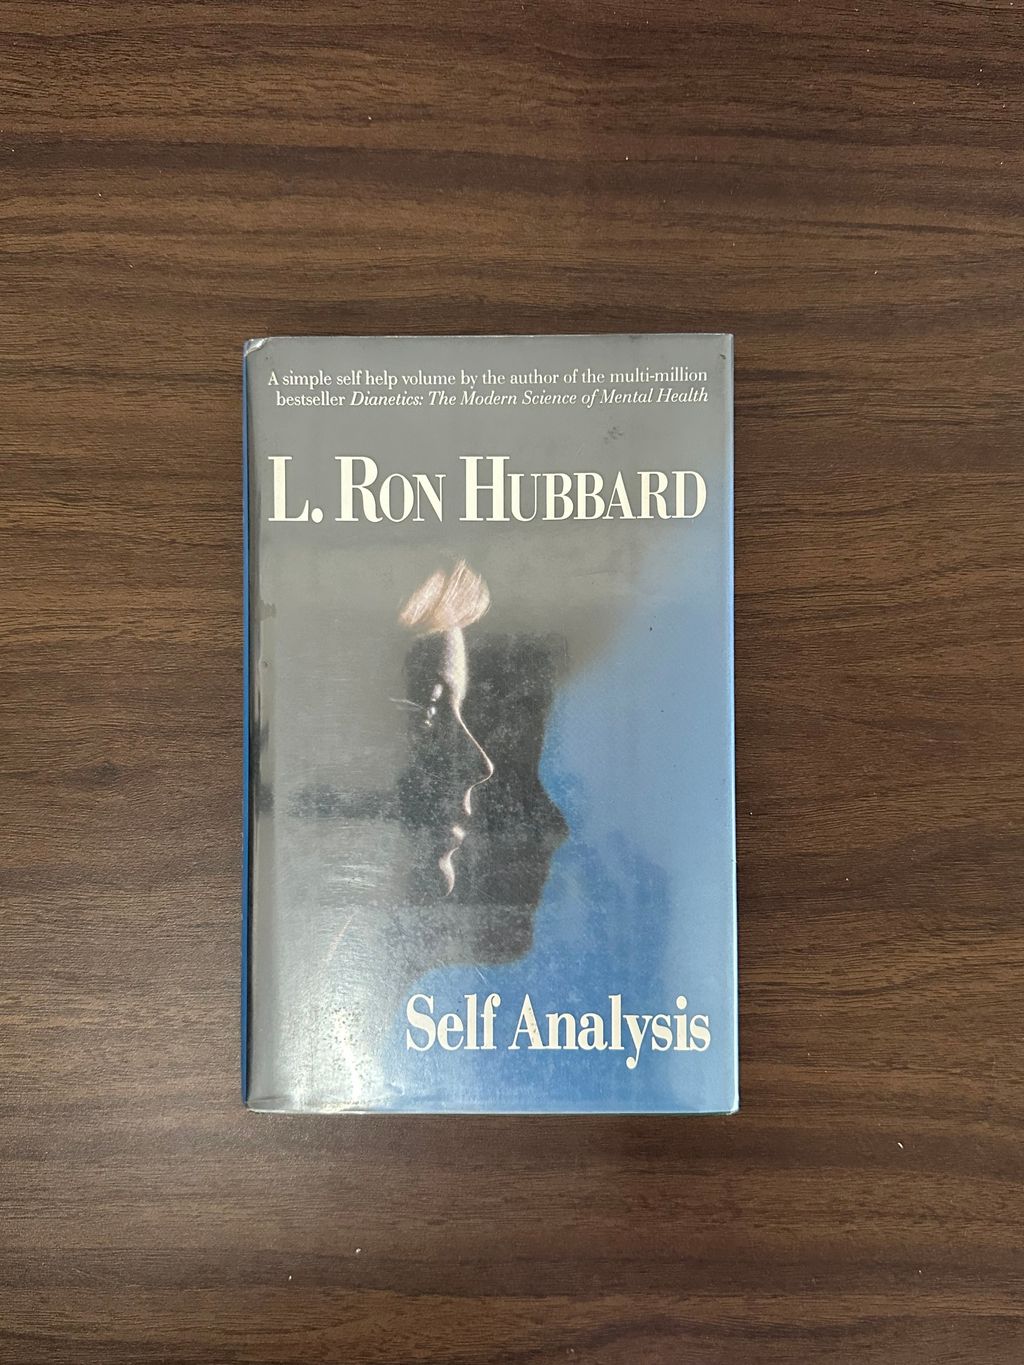 A simple self help volume by the author of the multi-million
bestseller Dianetics: The Modern Science of Mental Health
L. RON HUBBARD
Self Analysis